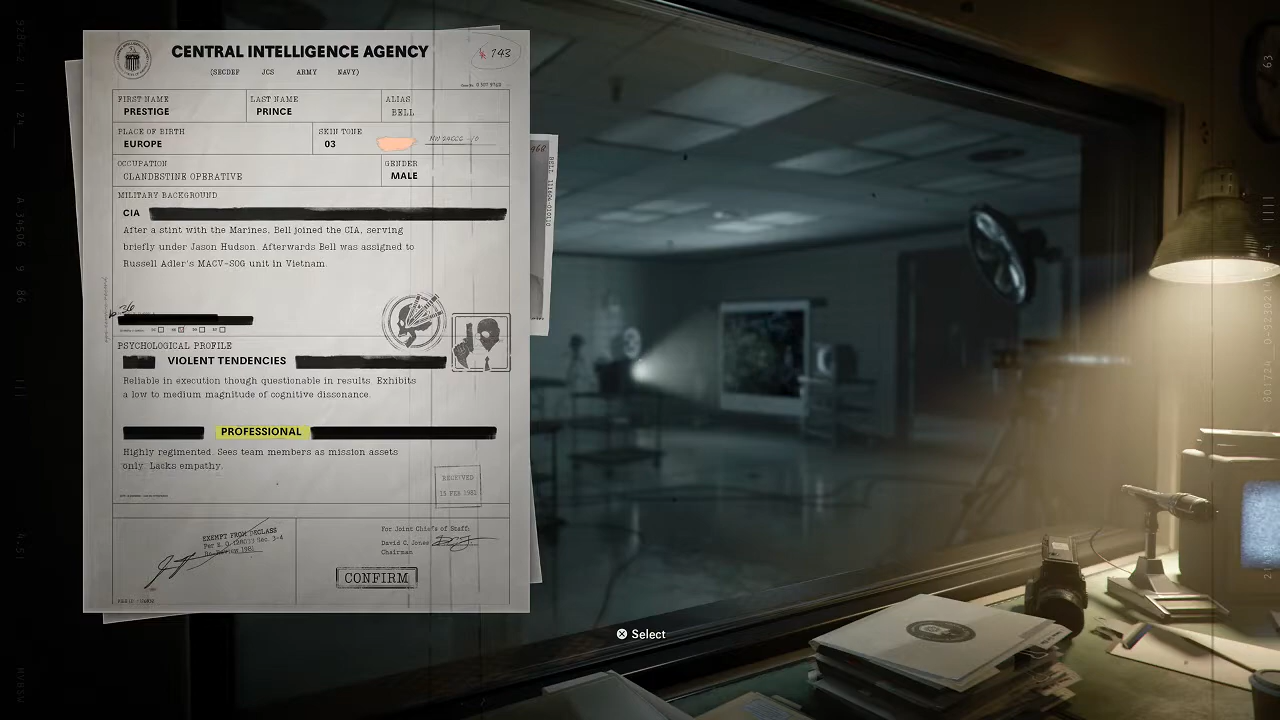 CENTRAL INTELLIGENCE AGENCY
143
(SECDEF JCS ARMY NAVY)
FIRST NAME LAST NAME ALIAS
PRESTIGE PRINCE BELL
PLACE OF BIRTH SKIN TONE
EUROPE 03
OCCUPATION GENDER
CLANDESTINE OPERATIVE MALE
MILITARY BACKGROUND
CIA
After a stint with the Marines, Bell joined the CIA, serving
briefly under Jason Hudson. Afterwards Bell was assigned to
Russell Adler's MACV-SOG unit in Vietnam.
PSYCHOLOGICAL PROFILE
VIOLENT TENDENCIES
Reliable in execution though questionable in results. Exhibits
a low to medium magnitude of cognitive dissonance.
PROFESSIONAL
Highly regimented. Sees team members as mission assets
only. Lacks empathy.
RECEIVED
15 FEB 1981
EXEMPT FROM DECLASS
For Joint Chiefs of Staff:
David C. Jones
Chairman
CONFIRM
Select